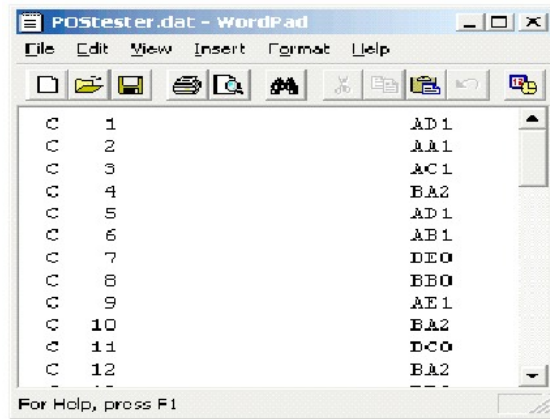 POStester.dat - WordPad
File Edit View Insert Format Help
C 1 AD1
C 2 AA1
C 3 AC1
C 4 BA2
C 5 AD1
C 6 AB1
C 7 DE0
C 8 BB0
C 9 AE1
C 10 BA2
C 11 DC0
C 12 BA2
For Help, press F1